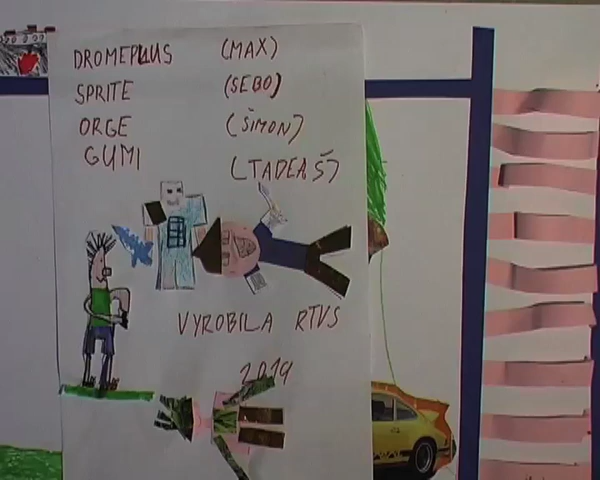 DROMEPLUS (MAX)
SPRITE (SEBO)
ORGE (ŠIMON)
GUMI (TADEÁŠ)
VYROBILA RTVS
2019